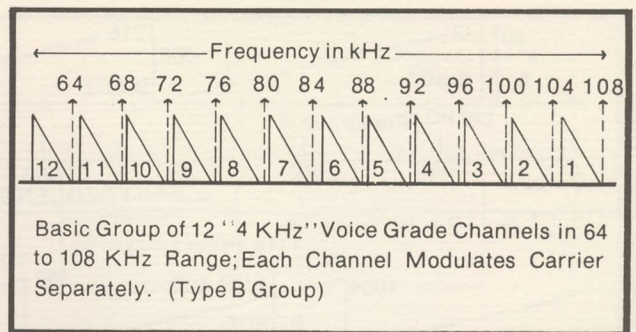 Frequency in kHz
64 68 72 76 80 84 88 92 96 100 104 108
12 11 10 9 8 7 6 5 4 3 2 1
Basic Group of 12 "4 KHz" Voice Grade Channels in 64
to 108 KHz Range; Each Channel Modulates Carrier
Separately. (Type B Group)